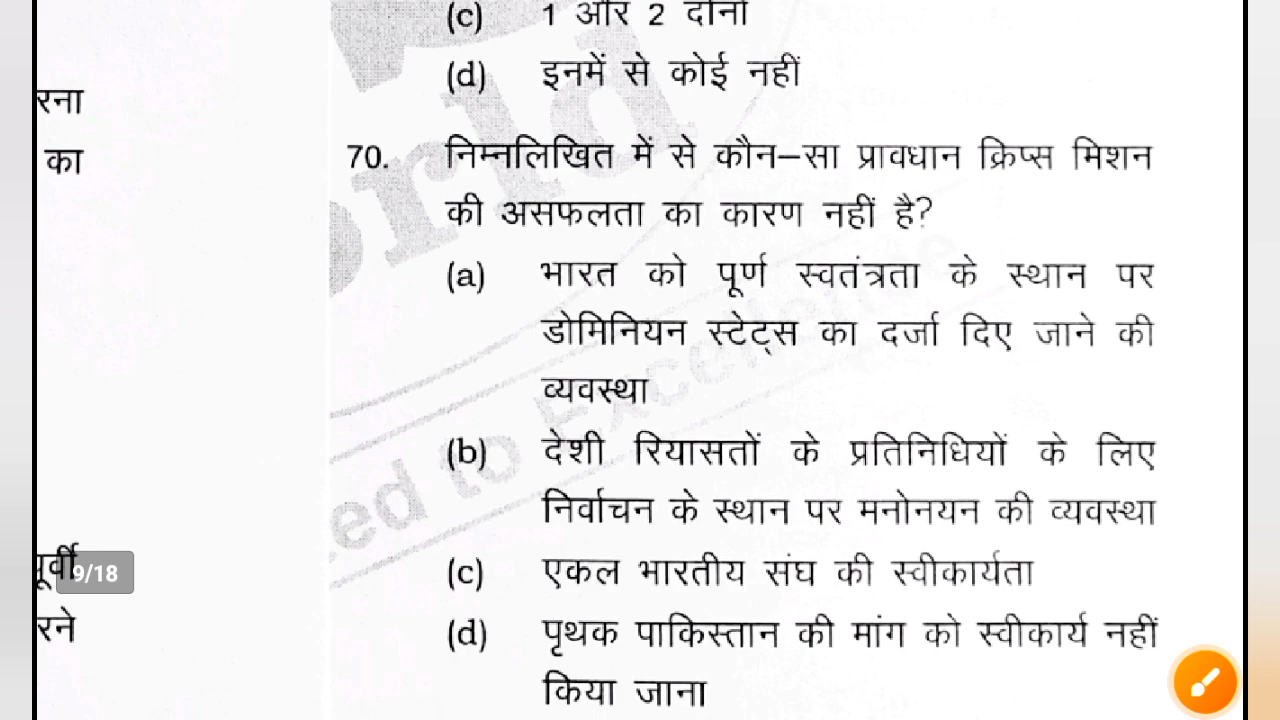 (c) 1 और 2 दोनों
(d) इनमें से कोई नहीं
रना
का
70. निम्नलिखित में से कौन–सा प्रावधान क्रिप्स मिशन
की असफलता का कारण नहीं है?
(a) भारत को पूर्ण स्वतंत्रता के स्थान पर
डोमिनियन स्टेट्स का दर्जा दिए जाने की
व्यवस्था
(b) देशी रियासतों के प्रतिनिधियों के लिए
निर्वाचन के स्थान पर मनोनयन की व्यवस्था
(c) एकल भारतीय संघ की स्वीकार्यता
पूर्वी
9/18
रने
(d) पृथक पाकिस्तान की मांग को स्वीकार्य नहीं
किया जाना